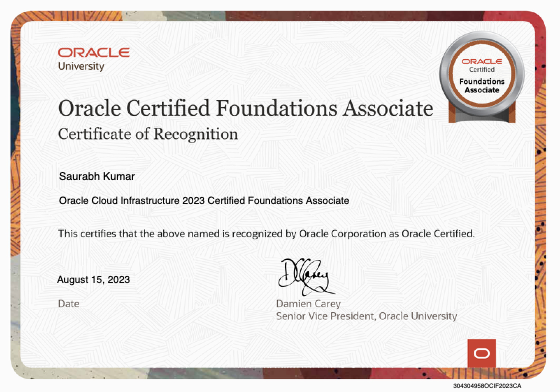 ORACLE
University
ORACLE
Certified
Foundations
Associate
Oracle Certified Foundations Associate
Certificate of Recognition
Saurabh Kumar
Oracle Cloud Infrastructure 2023 Certified Foundations Associate
This certifies that the above named is recognized by Oracle Corporation as Oracle Certified.
DCarey
August 15, 2023
Date
Damien Carey
Senior Vice President, Oracle University
304304958OCIF2023CA